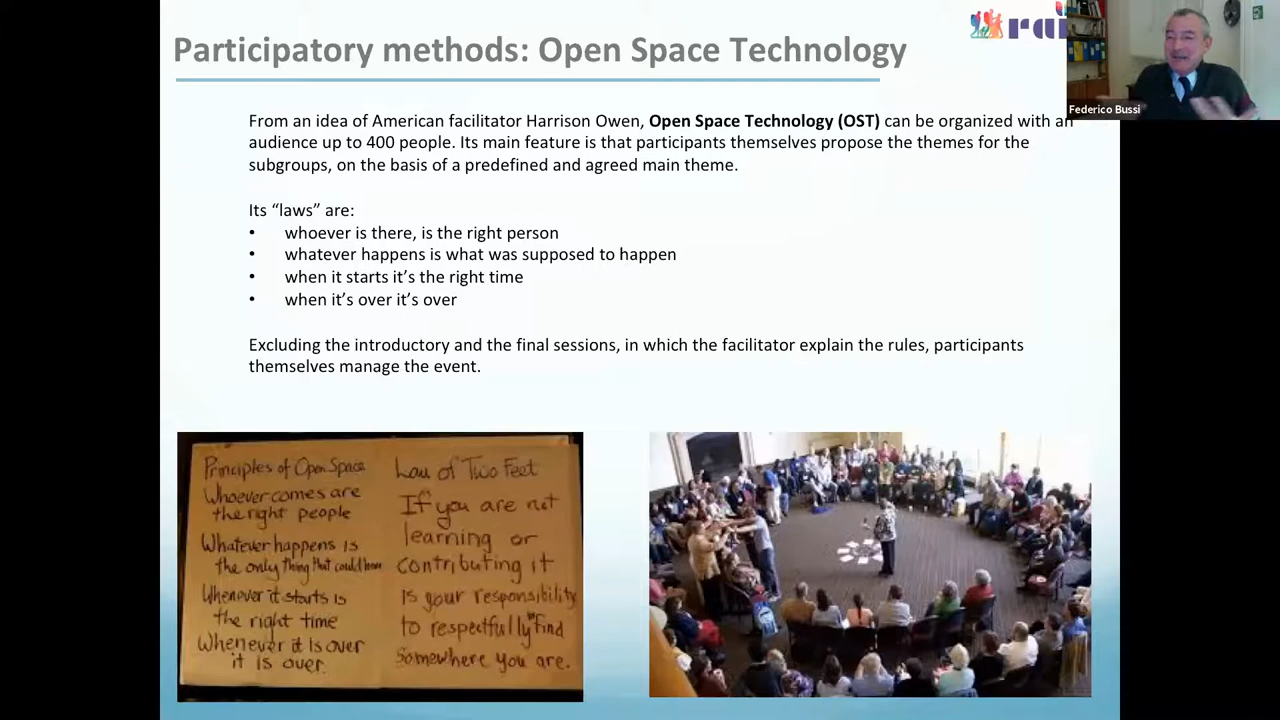 Participatory methods: Open Space Technology
rai
Federico Bussi
From an idea of American facilitator Harrison Owen, Open Space Technology (OST) can be organized with an
audience up to 400 people. Its main feature is that participants themselves propose the themes for the
subgroups, on the basis of a predefined and agreed main theme.
Its “laws” are:
• whoever is there, is the right person
• whatever happens is what was supposed to happen
• when it starts it’s the right time
• when it’s over it’s over
Excluding the introductory and the final sessions, in which the facilitator explain the rules, participants
themselves manage the event.
Principles of Open Space
Whoever comes are
the right people
Whatever happens is
the only thing that could have
Whenever it starts is
the right time
Whenever it is over
it is over.
Law of Two Feet
If you are not
learning or
contributing it
is your responsibility
to respectfully find
Somewhere you are.